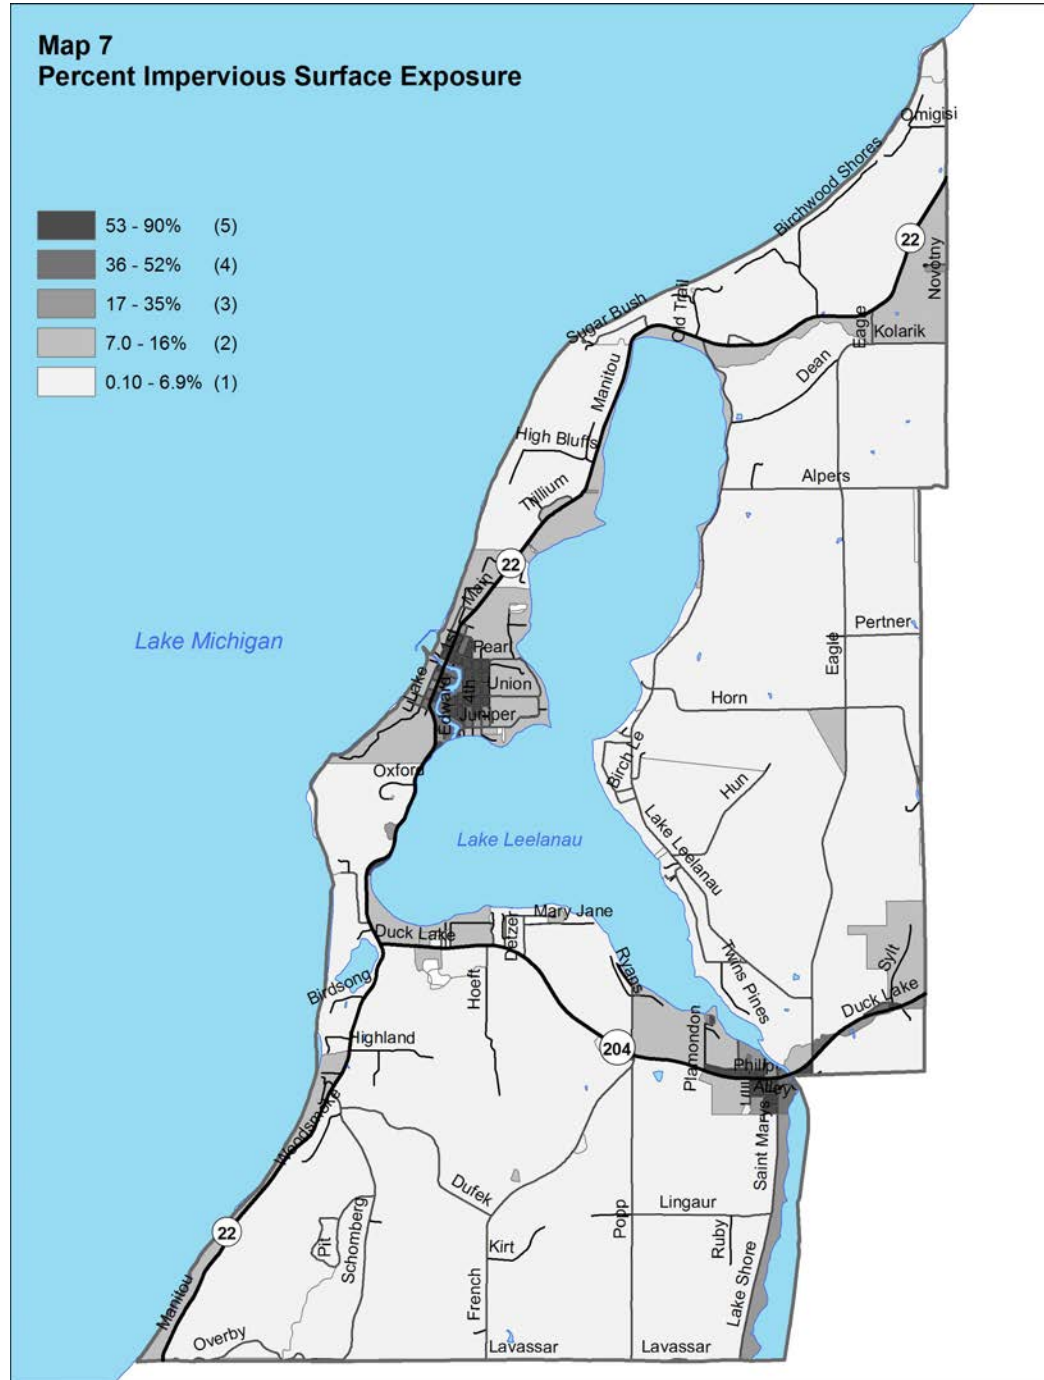 Map 7
Percent Impervious Surface Exposure
53 - 90% (5)
36 - 52% (4)
17 - 35% (3)
7.0 - 16% (2)
0.10 - 6.9% (1)
Omigisi
Birchwood Shores
22
Novotny
Sugar Bush
Old Trail
Eagle
Kolarik
Manitou
Dean
High Bluffs
Alpers
Trillium
22
Main
Lake Michigan
Pearl
Pertner
Eagle
Lake
Edward
4th
Union
Horn
Juniper
Oxford
Birch Le
Hun
Lake Leelanau
Lake Leelanau
Mary Jane
Duck Lake
Detzer
Twins Pines
Sylt
Ryans
Birdsong
Hoeft
Duck Lake
Highland
204
Plamondon
Philip
Alley
Woodsmoke
Saint Marys
Dufek
Lingaur
Popp
Ruby
22
Pit
Schomberg
Kirt
French
Lake Shore
Manitou
Overby
Lavassar
Lavassar